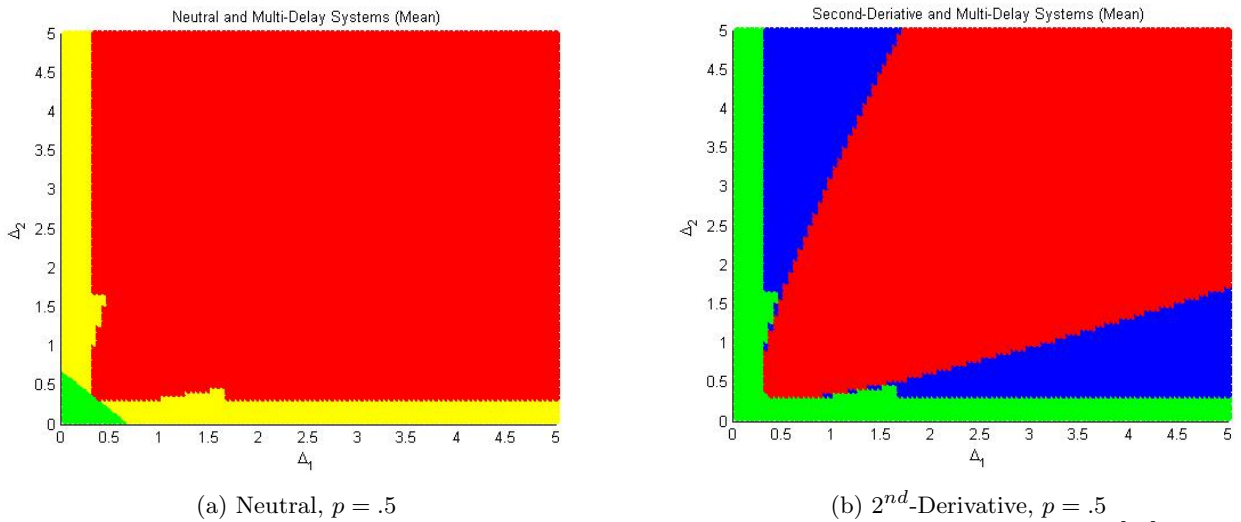 Neutral and Multi-Delay Systems (Mean)
5
4.5
4
3.5
3
2.5
2
1.5
1
0.5
0
Δ2
0 0.5 1 1.5 2 2.5 3 3.5 4 4.5 5
Δ1
(a) Neutral, p = .5
Second-Deriative and Multi-Delay Systems (Mean)
5
4.5
4
3.5
3
2.5
2
1.5
1
0.5
0
Δ2
0 0.5 1 1.5 2 2.5 3 3.5 4 4.5 5
Δ1
(b) 2nd-Derivative, p = .5